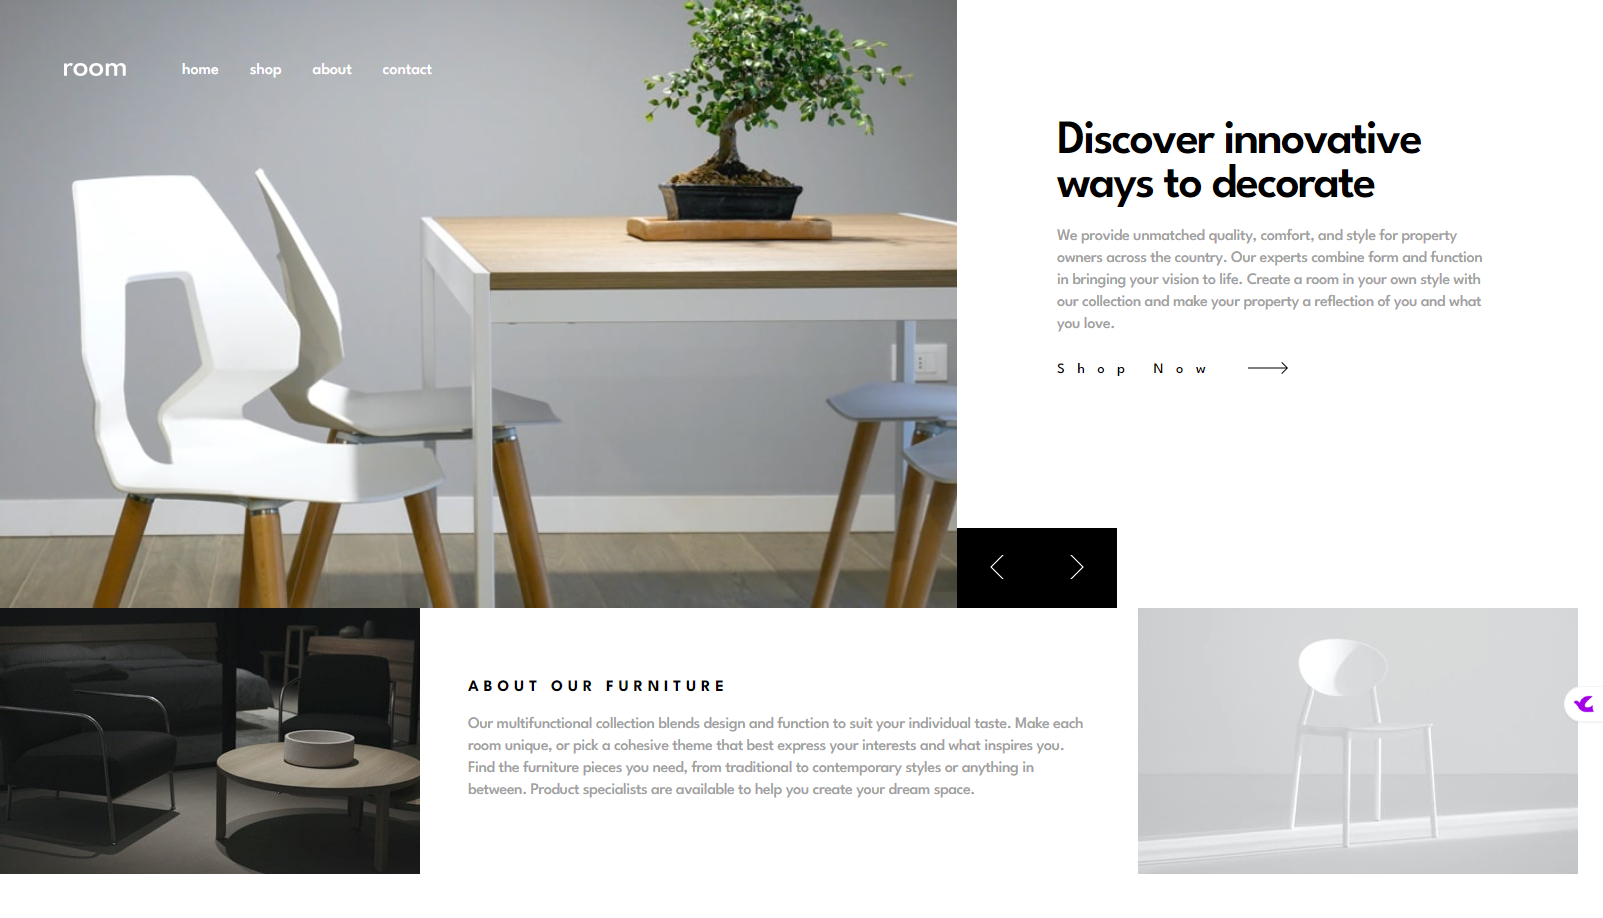 room
home shop about contact
Discover innovative
ways to decorate
We provide unmatched quality, comfort, and style for property
owners across the country. Our experts combine form and function
in bringing your vision to life. Create a room in your own style with
our collection and make your property a reflection of you and what
you love.
Shop Now
ABOUT OUR FURNITURE
Our multifunctional collection blends design and function to suit your individual taste. Make each
room unique, or pick a cohesive theme that best express your interests and what inspires you.
Find the furniture pieces you need, from traditional to contemporary styles or anything in
between. Product specialists are available to help you create your dream space.